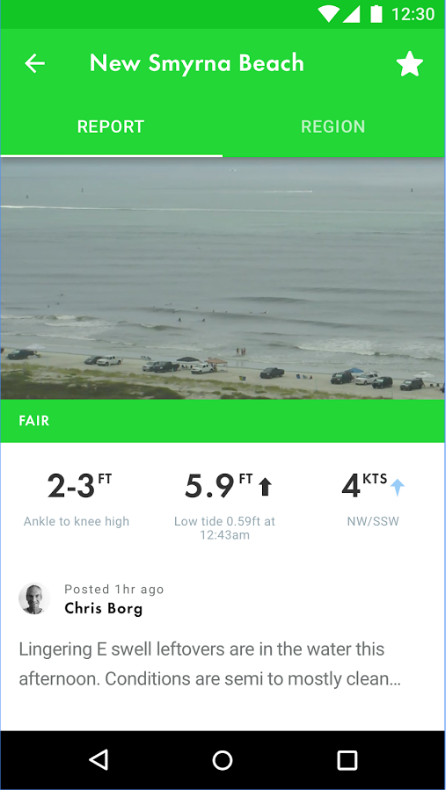 12:30
New Smyrna Beach
REPORT REGION
FAIR
2-3 FT 5.9 FT 4 KTS
Ankle to knee high Low tide 0.59ft at 12:43am NW/SSW
Posted 1hr ago
Chris Borg
Lingering E swell leftovers are in the water this
afternoon. Conditions are semi to mostly clean...